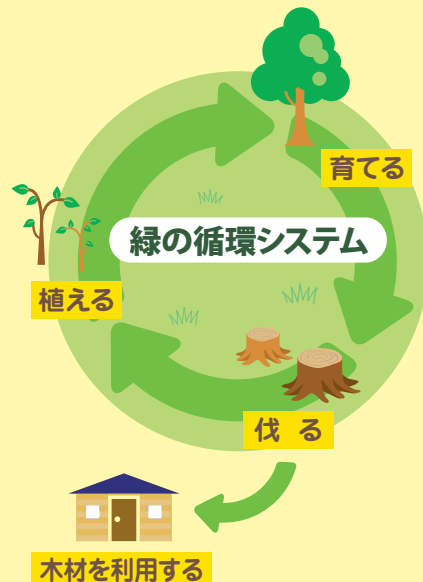 育てる
緑の循環システム
植える
伐 る
木材を利用する